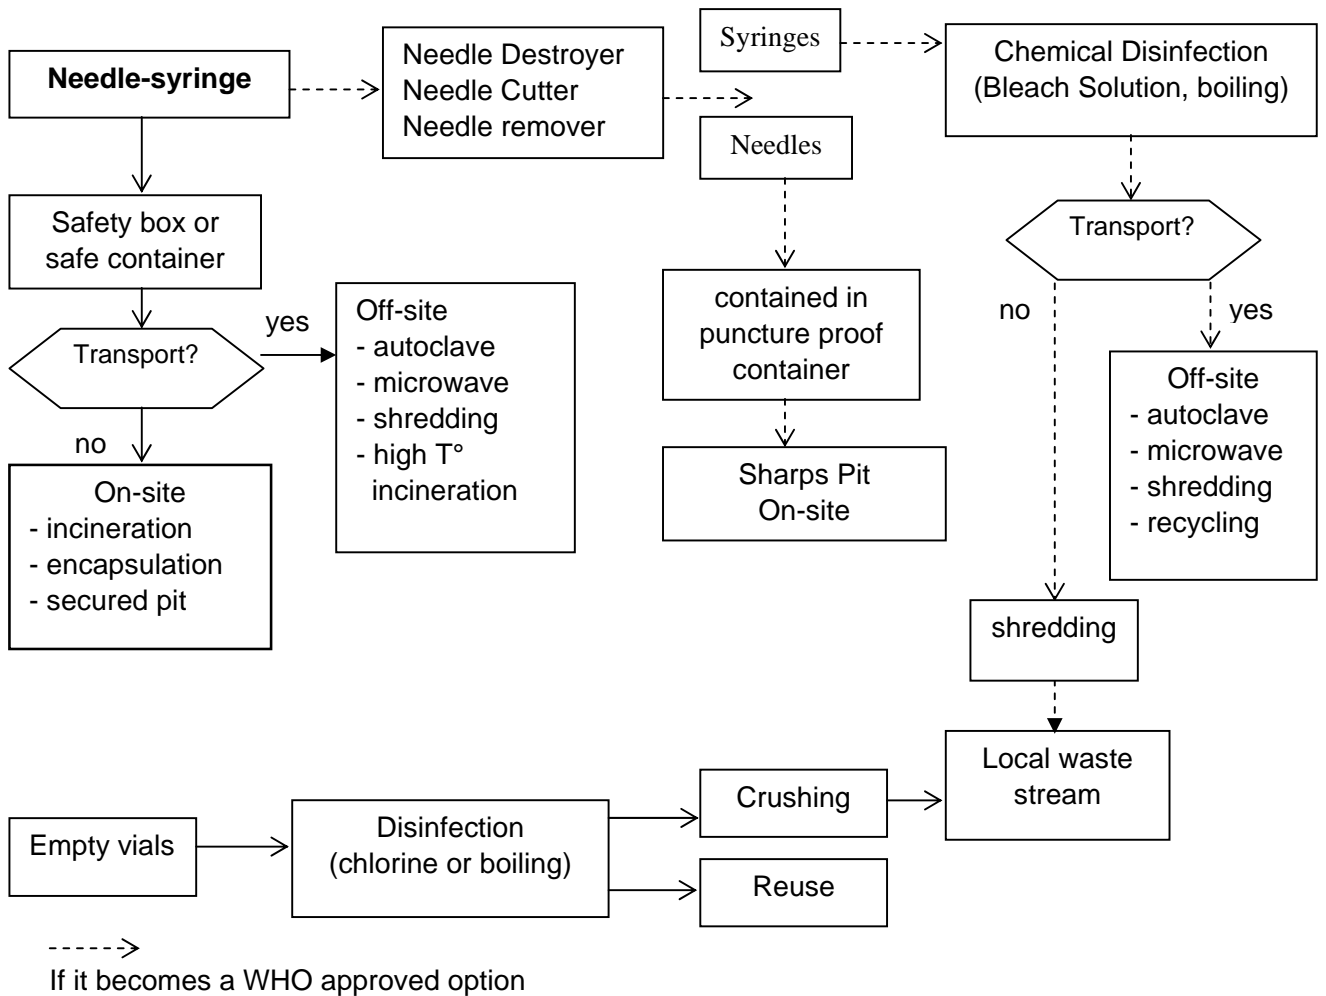 Needle-syringe
Needle Destroyer
Needle Cutter
Needle remover
Syringes
Needles
Chemical Disinfection
(Bleach Solution, boiling)
Safety box or
safe container
Transport?
yes
no
Off-site
- autoclave
- microwave
- shredding
- high T°
incineration
On-site
- incineration
- encapsulation
- secured pit
contained in
puncture proof
container
Sharps Pit
On-site
Transport?
no
yes
Off-site
- autoclave
- microwave
- shredding
- recycling
shredding
Local waste
stream
Empty vials
Disinfection
(chlorine or boiling)
Crushing
Reuse
If it becomes a WHO approved option